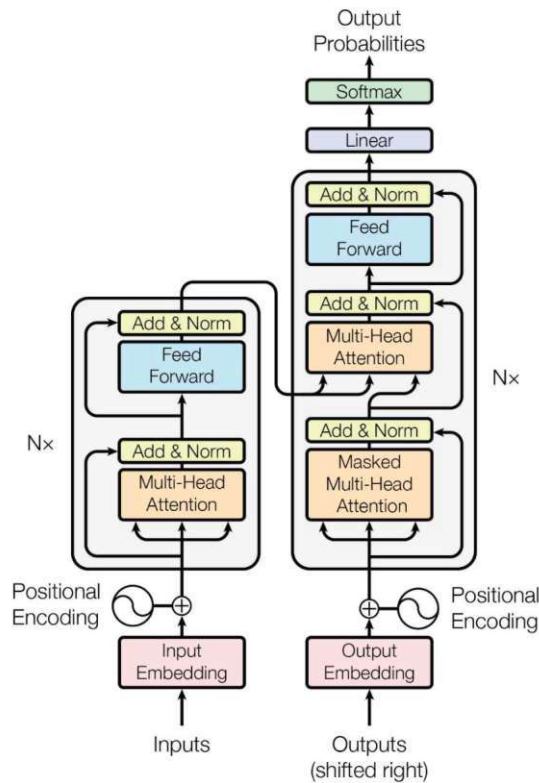 Output
Probabilities
Softmax
Linear
Add & Norm
Feed
Forward
Add & Norm
Multi-Head
Attention
Nx
Add & Norm
Masked
Multi-Head
Attention
Add & Norm
Feed
Forward
Nx
Add & Norm
Multi-Head
Attention
Positional
Encoding
Positional
Encoding
Input
Embedding
Output
Embedding
Inputs
Outputs
(shifted right)